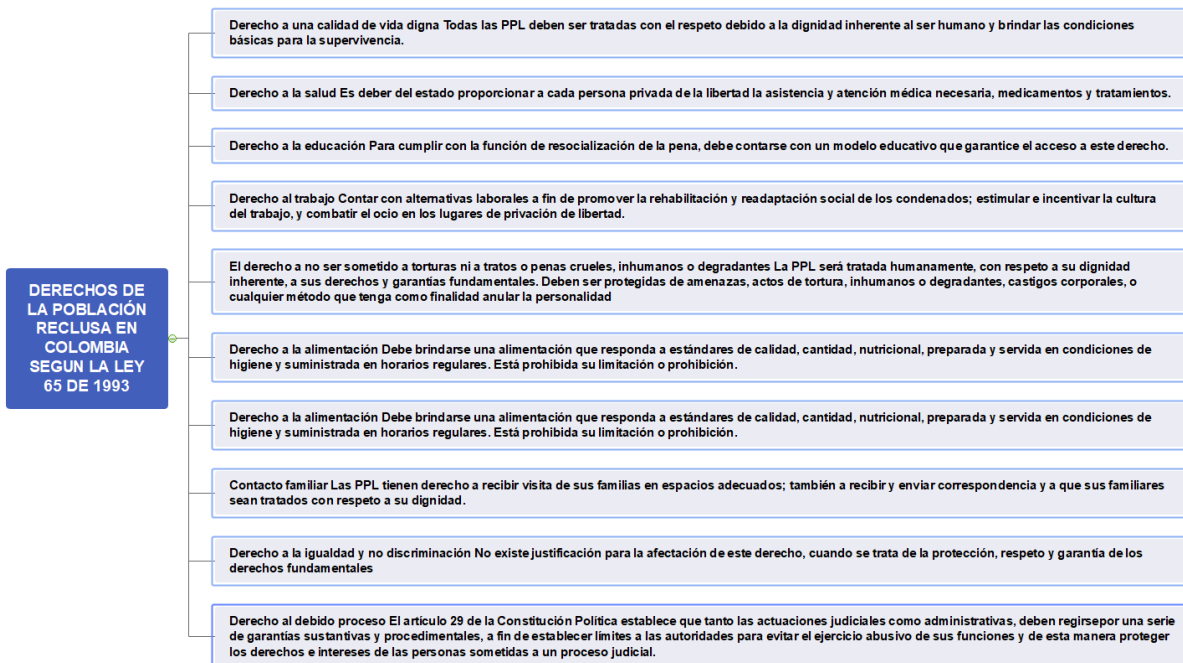 DERECHOS DE
LA POBLACIÓN
RECLUSA EN
COLOMBIA
SEGUN LA LEY
65 DE 1993
Derecho a una calidad de vida digna Todas las PPL deben ser tratadas con el respeto debido a la dignidad inherente al ser humano y brindar las condiciones
básicas para la supervivencia.
Derecho a la salud Es deber del estado proporcionar a cada persona privada de la libertad la asistencia y atención médica necesaria, medicamentos y tratamientos.
Derecho a la educación Para cumplir con la función de resocialización de la pena, debe contarse con un modelo educativo que garantice el acceso a este derecho.
Derecho al trabajo Contar con alternativas laborales a fin de promover la rehabilitación y readaptación social de los condenados; estimular e incentivar la cultura
del trabajo, y combatir el ocio en los lugares de privación de libertad.
El derecho a no ser sometido a torturas ni a tratos o penas crueles, inhumanos o degradantes La PPL será tratada humanamente, con respeto a su dignidad
inherente, a sus derechos y garantías fundamentales. Deben ser protegidas de amenazas, actos de tortura, inhumanos o degradantes, castigos corporales, o
cualquier método que tenga como finalidad anular la personalidad
Derecho a la alimentación Debe brindarse una alimentación que responda a estándares de calidad, cantidad, nutricional, preparada y servida en condiciones de
higiene y suministrada en horarios regulares. Está prohibida su limitación o prohibición.
Derecho a la alimentación Debe brindarse una alimentación que responda a estándares de calidad, cantidad, nutricional, preparada y servida en condiciones de
higiene y suministrada en horarios regulares. Está prohibida su limitación o prohibición.
Contacto familiar Las PPL tienen derecho a recibir visita de sus familias en espacios adecuados; también a recibir y enviar correspondencia y a que sus familiares
sean tratados con respeto a su dignidad.
Derecho a la igualdad y no discriminación No existe justificación para la afectación de este derecho, cuando se trata de la protección, respeto y garantía de los
derechos fundamentales
Derecho al debido proceso El artículo 29 de la Constitución Política establece que tanto las actuaciones judiciales como administrativas, deben regirsepor una serie
de garantías sustantivas y procedimentales, a fin de establecer límites a las autoridades para evitar el ejercicio abusivo de sus funciones y de esta manera proteger
los derechos e intereses de las personas sometidas a un proceso judicial.